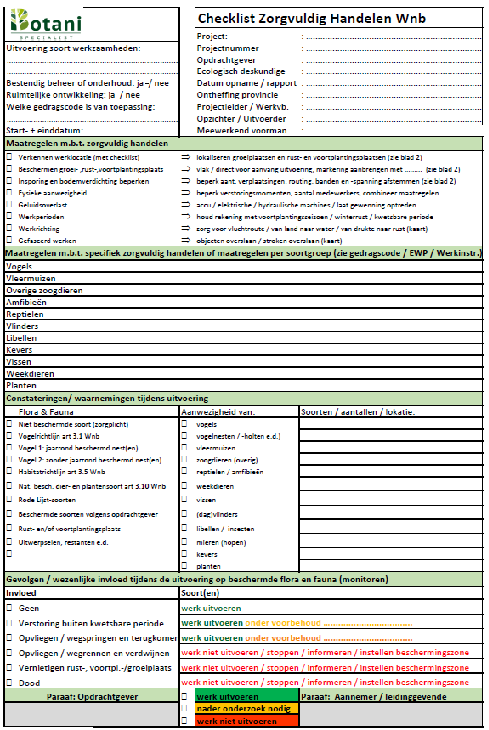 Botani
SPECIALIST
Checklist Zorgvuldig Handelen Wnb
Uitvoering soort werkzaamheden:
Bestendig beheer of onderhoud: ja-/ nee
Ruimtelijke ontwikkeling: ja -/ nee
Welke gedragscode is van toepassing:
Start- + einddatum:
Project:
Projectnummer
Opdrachtgever
Ecologisch deskundige
Datum opname / rapport
Ontheffing provincie
Projectleider / Werkvb.
Opzichter / Uitvoerder
Meewerkend voorman
Maatregelen m.b.t. zorgvuldig handelen
Verkennen werklocatie (met checklist) ⇒ lokaliseren groeiplaatsen en rust- en voortplantingsplaatsen (zie blad 2)
Beschermen groei-,rust-,voortplantingsplaats ⇒ vlak / direct voor aanvang uitvoering, markering aanbrengen met ......... (zie blad 2)
Insporing en bodemverdichting beperken ⇒ beperk aant. verplaatsingen, routing, banden en -spanning afstemmen (zie blad 2)
Fysieke aanwezigheid ⇒ beperk verstoringsmomenten, aantal medewerkers, combineer maatregelen
Geluidsoverlast ⇒ accu / elektrische / hydraulische machines / laat gewenning optreden
Werkperioden ⇒ houd rekening met voortplantingsseizoen / winterrust / kwetsbare periode
Werkrichting ⇒ zorg voor vluchtroute / van land naar water / van drukte naar rust (kaart)
Gefaseerd werken ⇒ objecten overslaan / stroken overslaan (kaart)
Maatregelen m.b.t. specifiek zorgvuldig handelen of maatregelen per soortgroep (zie gedragscode / EWP / Werkinstr.)
Vogels
Vleermuizen
Overige zoogdieren
Amfibieën
Reptielen
Vlinders
Libellen
Kevers
Vissen
Weekdieren
Planten
Constateringen/ waarnemingen tijdens uitvoering
Flora & Fauna Aanwezigheid van: Soorten / aantallen / lokatie:
Niet beschermde soort (zorgplicht) vogels
Vogelrichtlijn art 3.1 Wnb vogelnesten / -holten e.d.)
Vogel 1: jaarrond beschermd nest(en) vleermuizen
Vogel 2: zonder jaarrond beschermd nest(en) zoogdieren (overig)
Habitatrichtlijn art 3.5 Wnb reptielen / amfibieën
Nat. besch. dier- en plantensoort art 3.10 Wnb weekdieren
Rode Lijst-soorten vissen
Beschermde soorten volgens opdrachtgever (dag)vlinders
Rust- en/of voortplantingsplaats libellen / insecten
Uitwerpselen, restanten e.d. mieren (hopen)
kevers
planten
Gevolgen / wezenlijke invloed tijdens de uitvoering op beschermde flora en fauna (monitoren)
Invloed Soort(en)
Geen werk uitvoeren
Verstoring buiten kwetsbare periode werk uitvoeren onder voorbehoud ....................................
Opvliegen / wegspringen en terugkomen werk uitvoeren onder voorbehoud ....................................
Opvliegen / wegrennen en verdwijnen werk niet uitvoeren / stoppen / informeren / instellen beschermingszone
Vernietigen rust-, voortpl.-/groeiplaats werk niet uitvoeren / stoppen / informeren / instellen beschermingszone
Dood werk niet uitvoeren / stoppen / informeren / instellen beschermingszone
Paraaf: Opdrachtgever werk uitvoeren Paraaf: Aannemer / leidinggevende
nader onderzoek nodig
werk niet uitvoeren